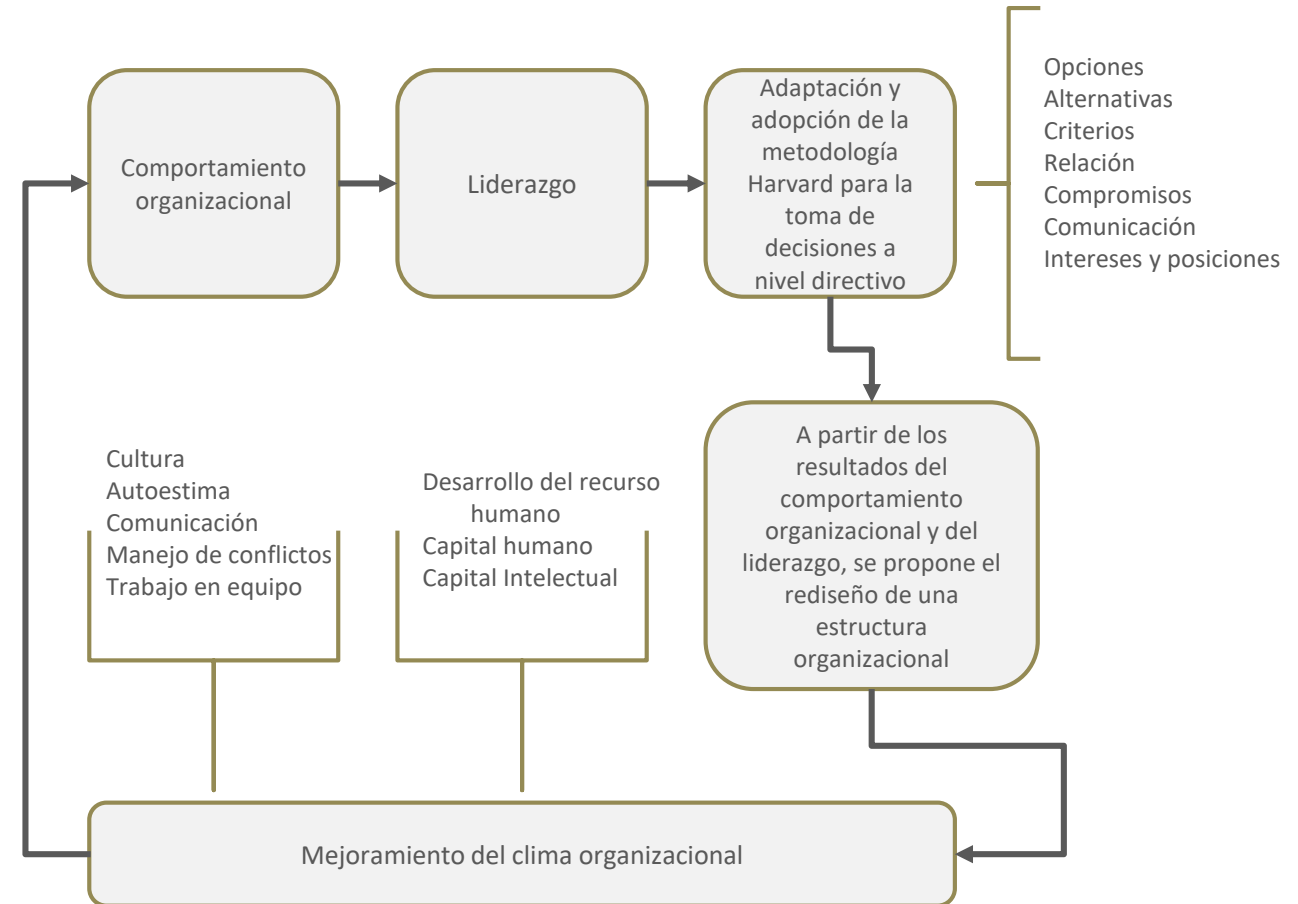 Comportamiento
organizacional
Liderazgo
Adaptación y
adopción de la
metodología
Harvard para la
toma de
decisiones a
nivel directivo
Opciones
Alternativas
Criterios
Relación
Compromisos
Comunicación
Intereses y posiciones
Cultura
Autoestima
Comunicación
Manejo de conflictos
Trabajo en equipo
Desarrollo del recurso
humano
Capital humano
Capital Intelectual
A partir de los
resultados del
comportamiento
organizacional y del
liderazgo, se propone el
rediseño de una
estructura
organizacional
Mejoramiento del clima organizacional